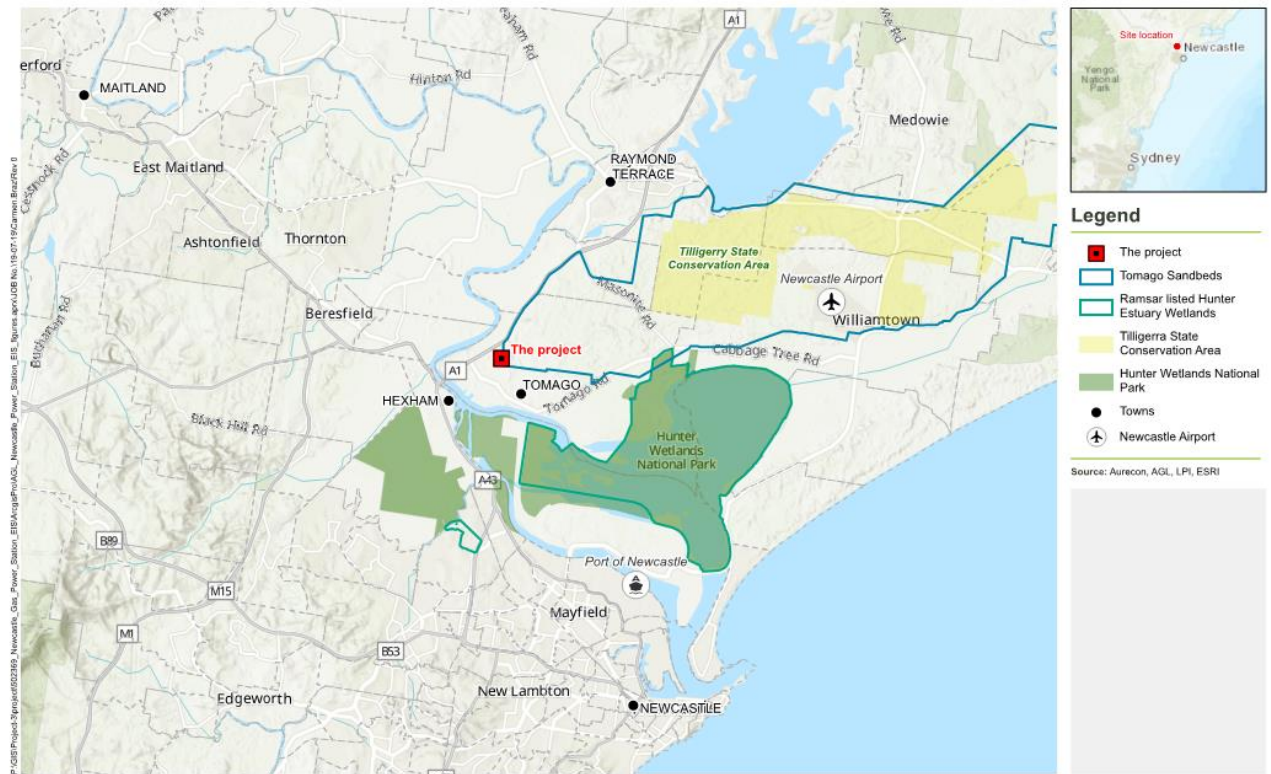 A1
erford
MAITLAND
Hinton Rd
East Maitland
Cessnock Rd
Ashtonfield
Thornton
RAYMOND
TERRACE
Medowie
Tilligerry State
Conservation Area
Newcastle Airport
Williamtown
Masonite Rd
Beresfield
The project
Cabbage Tree Rd
A1
TOMAGO
Tomago Rd
HEXHAM
Black Hill Rd
Hunter
Wetlands
National Park
A43
Port of Newcastle
B89
M15
Mayfield
M1
B53
Edgeworth
New Lambton
NEWCASTLE
Site location
Newcastle
Yengo
National
Park
Sydney
Legend
The project
Tomago Sandbeds
Ramsar listed Hunter
Estuary Wetlands
Tilligerra State
Conservation Area
Hunter Wetlands National
Park
Towns
Newcastle Airport
Source: Aurecon, AGL, LPI, ESRI